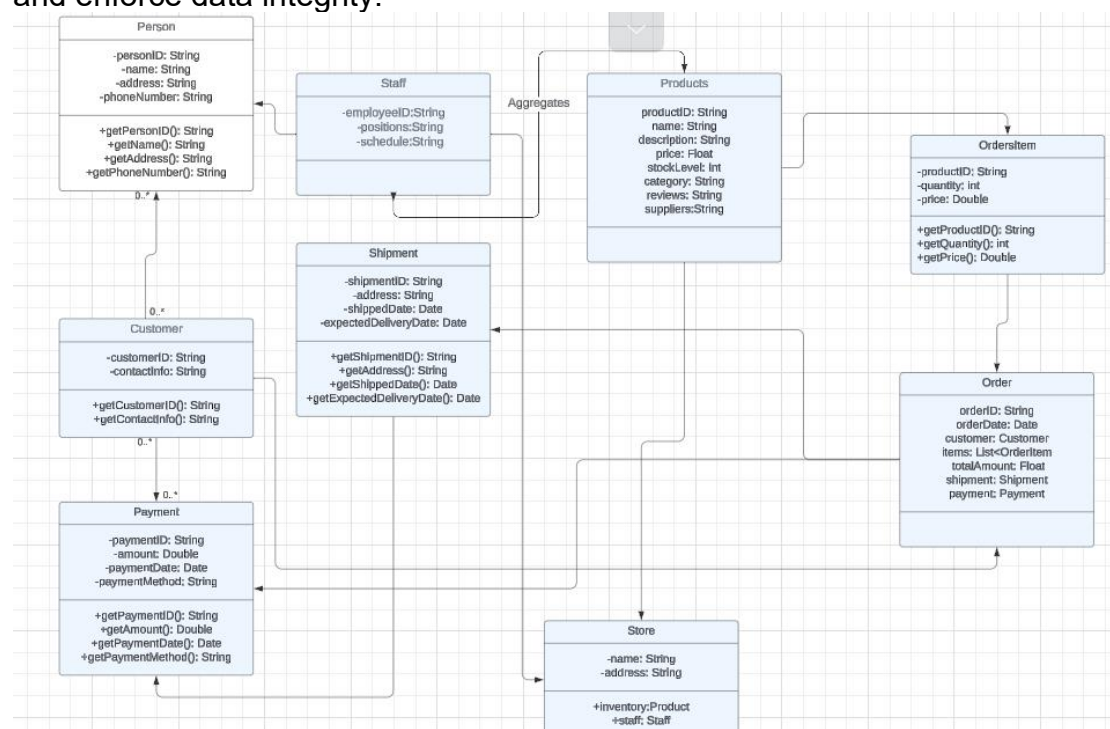 and enforce data integrity.
Person
-personID: String
-name: String
-address: String
-phoneNumber: String
+getPersonID(): String
+getName(): String
+getAddress(): String
+getPhoneNumber(): String
0..*
0..*
Customer
-customerID: String
-contactInfo: String
+getCustomerID(): String
+getContactInfo(): String
0..*
0..*
Payment
-paymentID: String
-amount: Double
-paymentDate: Date
-paymentMethod: String
+getPaymentID(): String
+getAmount(): Double
+getPaymentDate(): Date
+getPaymentMethod(): String
Staff
-employeeID:String
-positions:String
-schedule:String
Aggregates
Shipment
-shipmentID: String
-address: String
-shippedDate: Date
-expectedDeliveryDate: Date
+getShipmentID(): String
+getAddress(): String
+getShippedDate(): Date
+getExpectedDeliveryDate(): Date
Products
productID: String
name: String
description: String
price: Float
stockLevel: Int
category: String
reviews: String
suppliers:String
OrdersItem
-productID: String
-quantity: int
-price: Double
+getProductID(): String
+getQuantity(): int
+getPrice(): Double
Order
orderID: String
orderDate: Date
customer: Customer
items: List<OrderItem
totalAmount: Float
shipment: Shipment
payment: Payment
Store
-name: String
-address: String
+inventory:Product
+staff: Staff